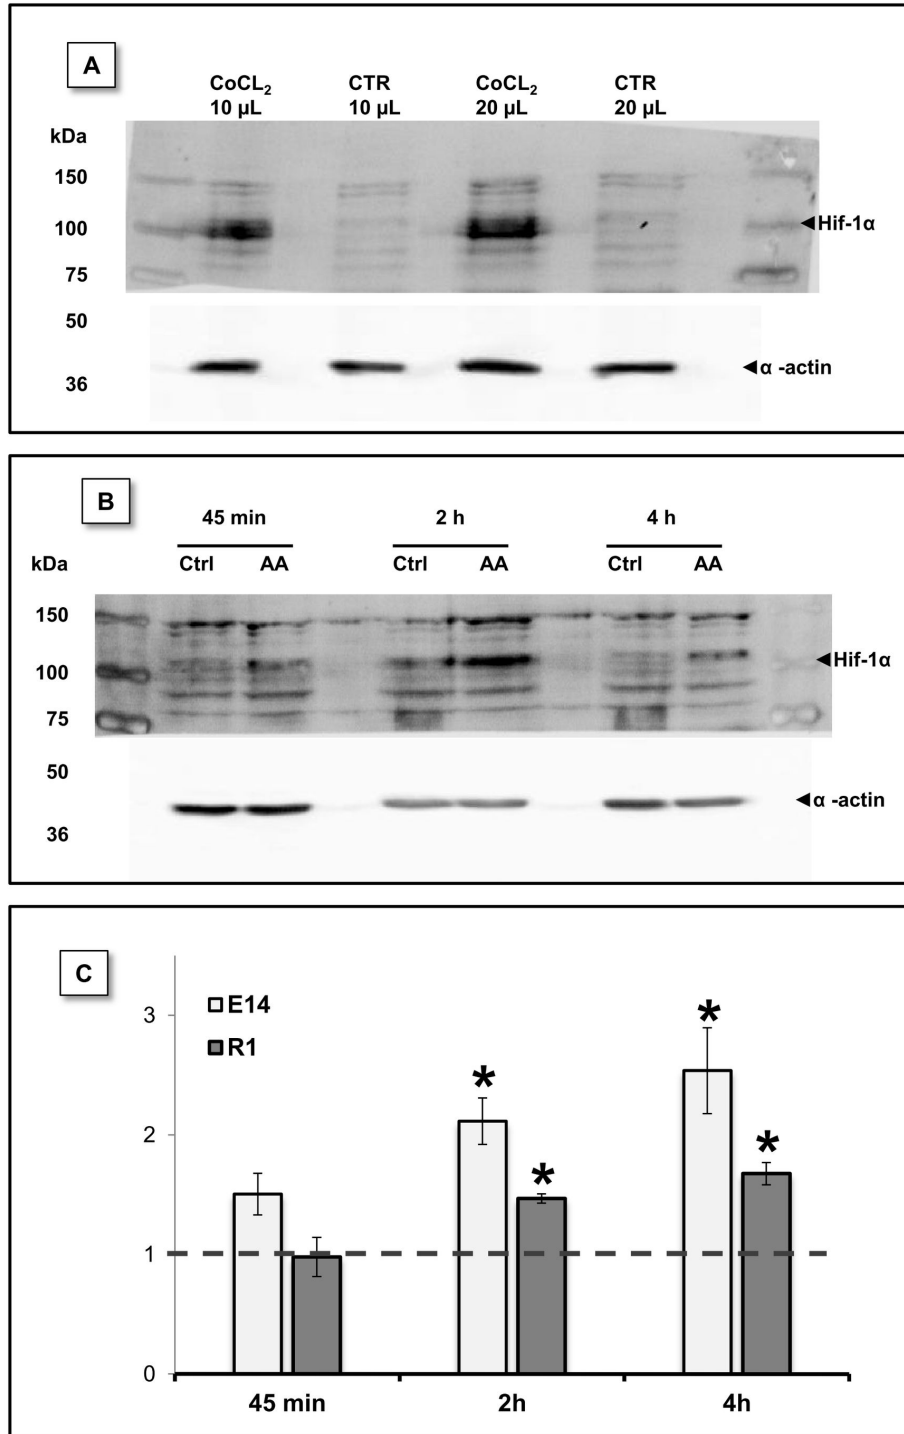 A
CoCL₂ CTR CoCL₂ CTR
10 µL 10 µL 20 µL 20 µL
kDa
150
100 Hif-1α
75
50
α -actin
36
B
45 min 2 h 4 h
kDa Ctrl AA Ctrl AA Ctrl AA
150
100 Hif-1α
75
50
α -actin
36
C
E14
R1
3
2
1
0
* * * *
45 min 2h 4h